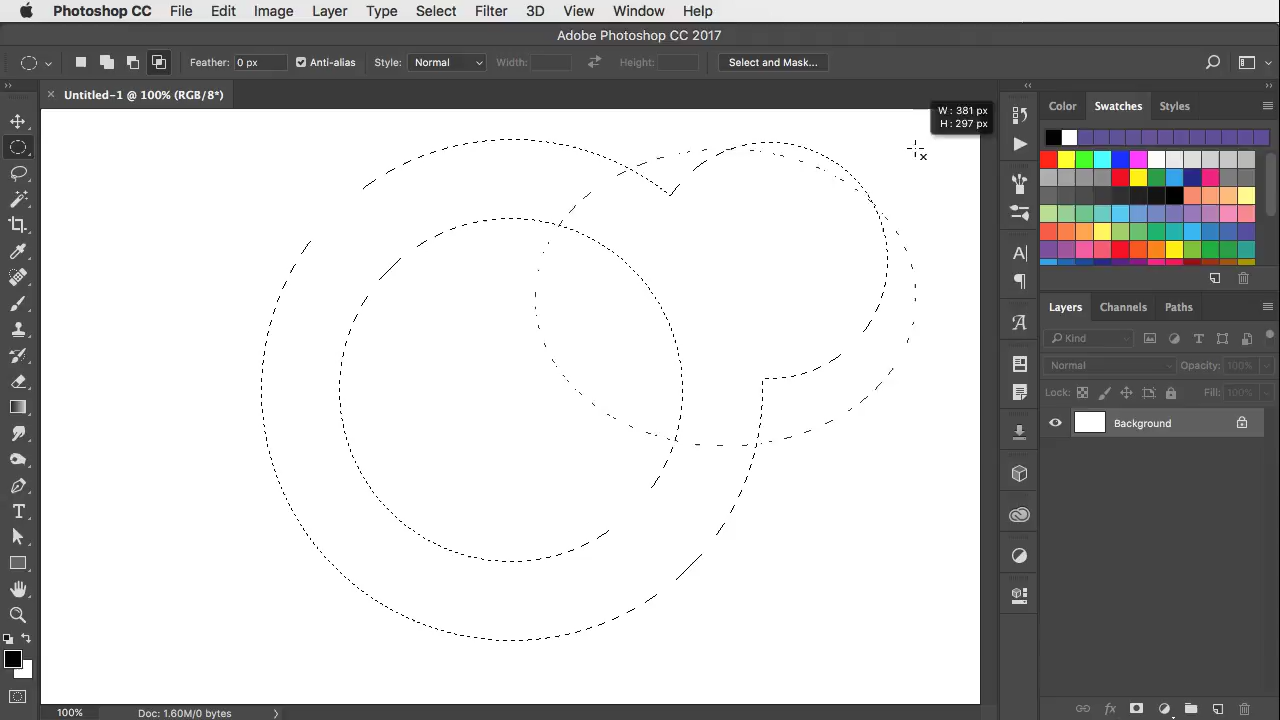 Photoshop CC File Edit Image Layer Type Select Filter 3D View Window Help
Adobe Photoshop CC 2017
Feather: 0 px Anti-alias Style: Normal Width: Height: Select and Mask...
× Untitled-1 @ 100% (RGB/8*)
W : 381 px
H : 297 px
Color Swatches Styles
Layers Channels Paths
Kind
Normal Opacity: 100%
Lock: Fill: 100%
Background
100% Doc: 1.60M/0 bytes